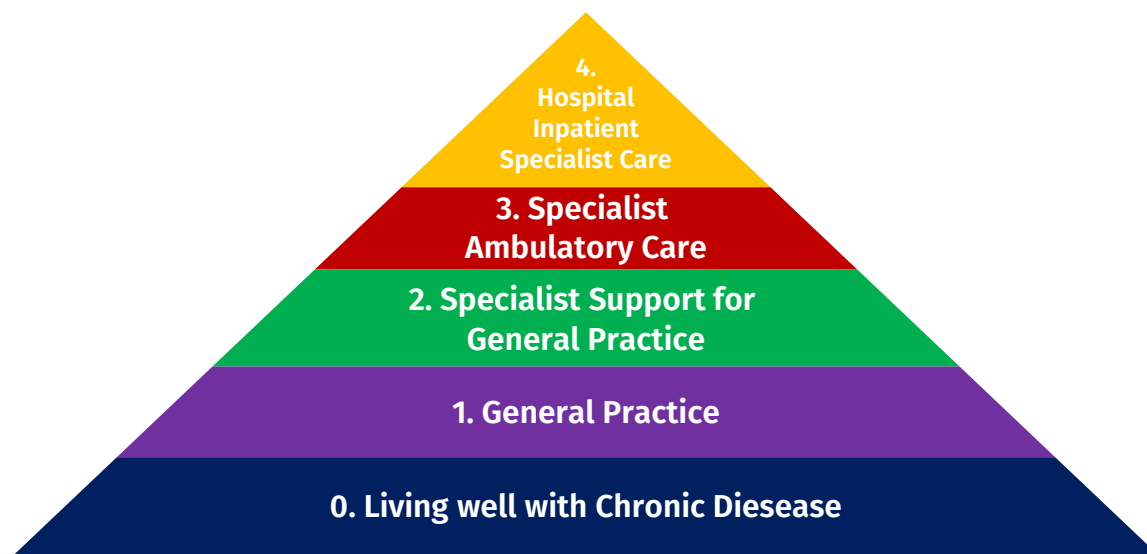 4.
Hospital
Inpatient
Specialist Care
3. Specialist
Ambulatory Care
2. Specialist Support for
General Practice
1. General Practice
0. Living well with Chronic Diesease